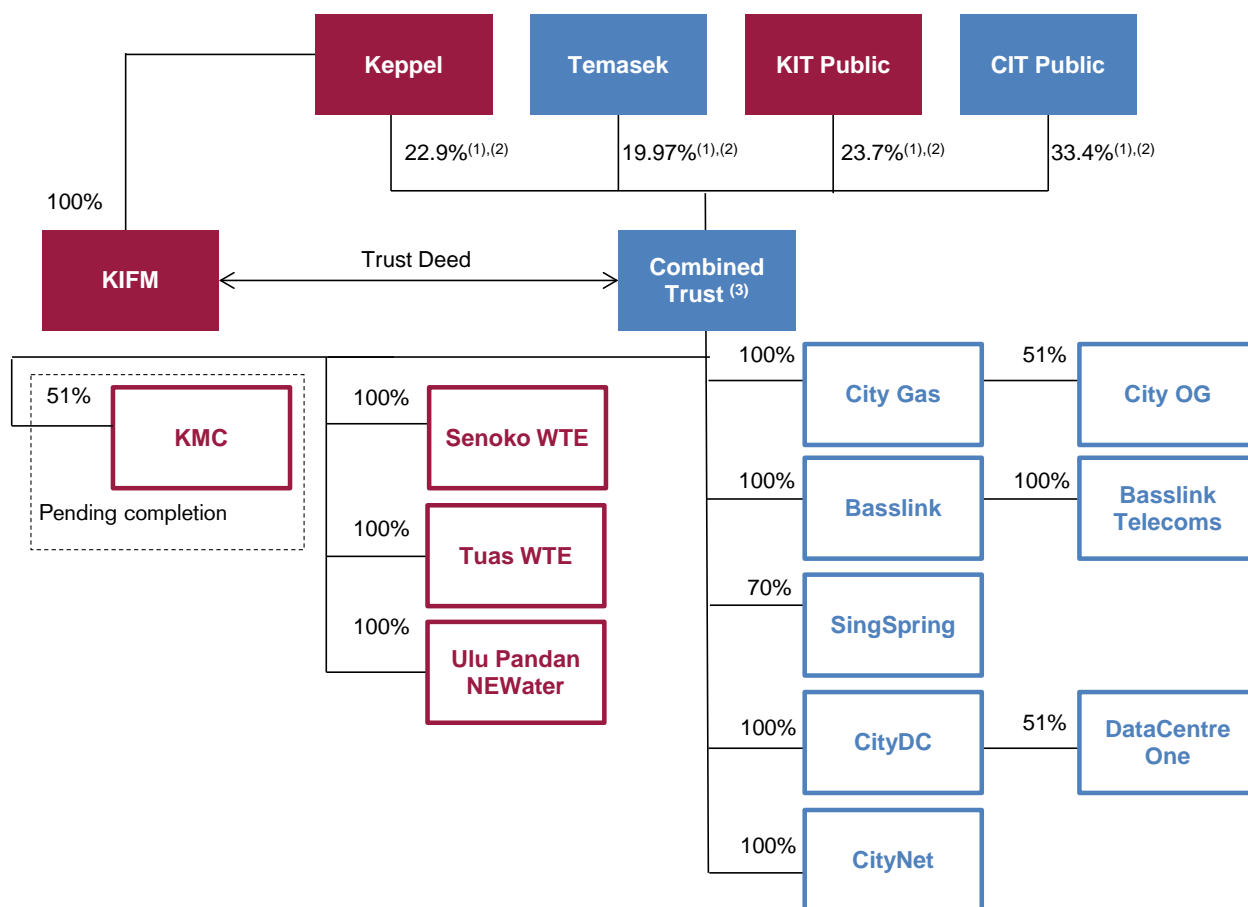 Keppel
Temasek
KIT Public
CIT Public
22.9%(1),(2)
19.97%(1),(2)
23.7%(1),(2)
33.4%(1),(2)
100%
KIFM
Trust Deed
Combined
Trust (3)
51%
KMC
Pending completion
100%
Senoko WTE
100%
Tuas WTE
100%
Ulu Pandan
NEWater
100%
City Gas
51%
City OG
100%
Basslink
100%
Basslink
Telecoms
70%
SingSpring
100%
CityDC
51%
DataCentre
One
100%
CityNet